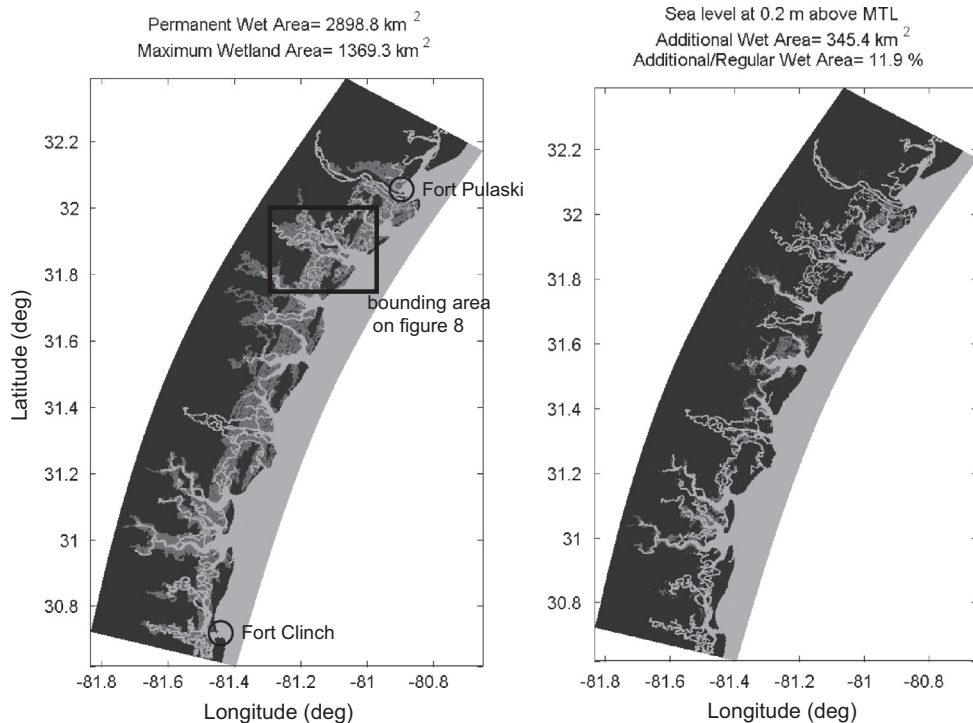 Permanent Wet Area= 2898.8 km 2
Maximum Wetland Area= 1369.3 km 2
32.2
32
31.8
31.6
31.4
31.2
31
30.8
Latitude (deg)
Fort Pulaski
bounding area
on figure 8
Fort Clinch
-81.8 -81.6 -81.4 -81.2 -81 -80.8
Longitude (deg)
Sea level at 0.2 m above MTL
Additional Wet Area= 345.4 km 2
Additional/Regular Wet Area= 11.9 %
32.2
32
31.8
31.6
31.4
31.2
31
30.8
-81.8 -81.6 -81.4 -81.2 -81 -80.8
Longitude (deg)